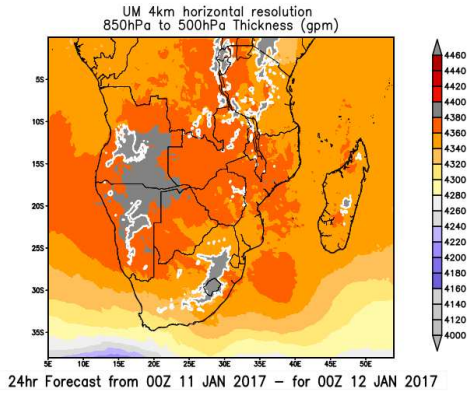 UM 4km horizontal resolution
850hPa to 500hPa Thickness (gpm)
5S
10S
15S
20S
25S
30S
35S
5E 10E 15E 20E 25E 30E 35E 40E 45E 50E
4460
4440
4420
4400
4380
4360
4340
4320
4300
4280
4260
4240
4220
4200
4180
4160
4140
4120
4000
24hr Forecast from 00Z 11 JAN 2017 – for 00Z 12 JAN 2017